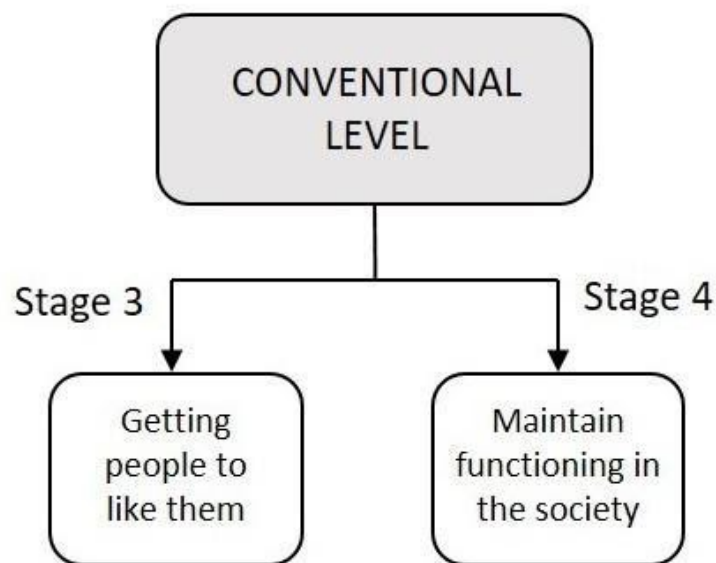 CONVENTIONAL
LEVEL
Stage 3
Stage 4
Getting
people to
like them
Maintain
functioning in
the society